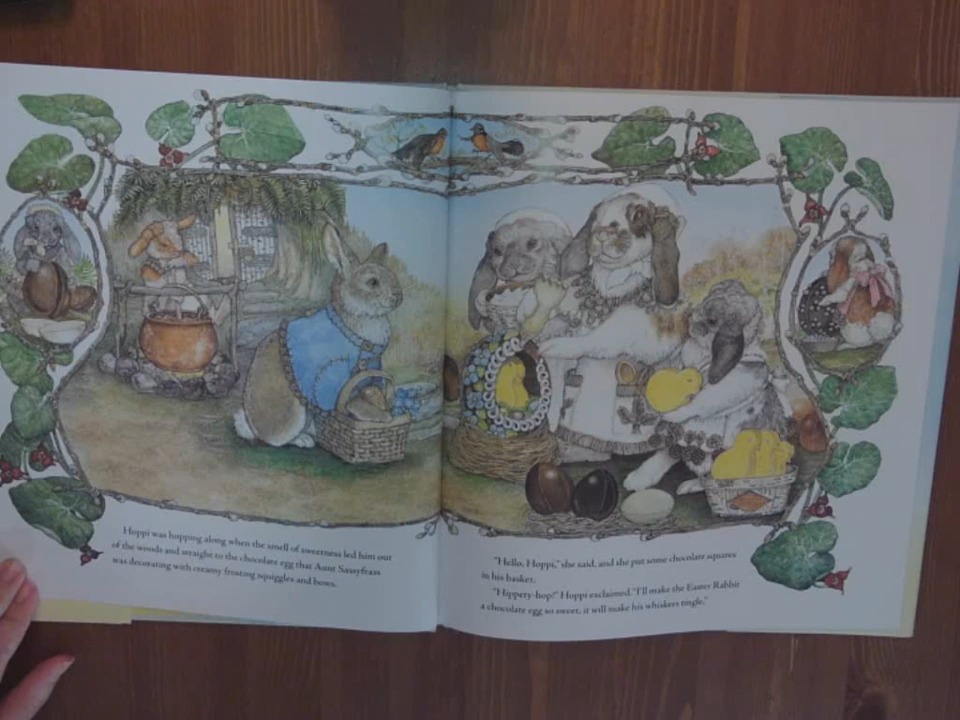 Hoppi was hopping along when the smell of sweetness led him out
of the woods and straight to the chocolate egg that Aunt Sassyfrass
was decorating with creamy frosting squiggles and bows.
"Hello, Hoppi," she said, and she put some chocolate squares
in his basket.
"Hippety-hop!" Hoppi exclaimed. "I'll make the Easter Rabbit
a chocolate egg so sweet, it will make his whiskers tingle."